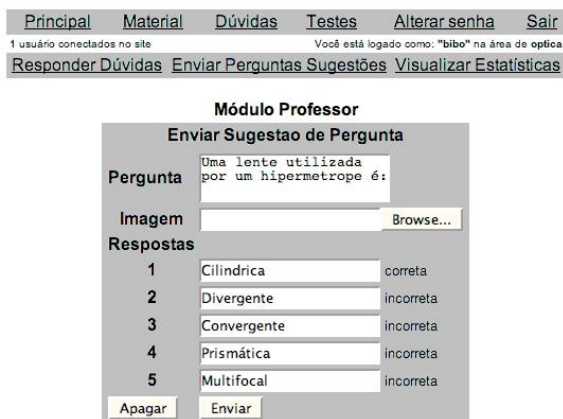 Principal Material Dúvidas Testes Alterar senha Sair
1 usuário conectados no site Você está logado como: "bibo" na área de optica
Responder Dúvidas Enviar Perguntas Sugestões Visualizar Estatísticas
Módulo Professor
Enviar Sugestao de Pergunta
Pergunta Uma lente utilizada
por um hipermetrope é:
Imagem Browse...
Respostas
1 Cilindrica correta
2 Divergente incorreta
3 Convergente incorreta
4 Prismática incorreta
5 Multifocal incorreta
Apagar Enviar